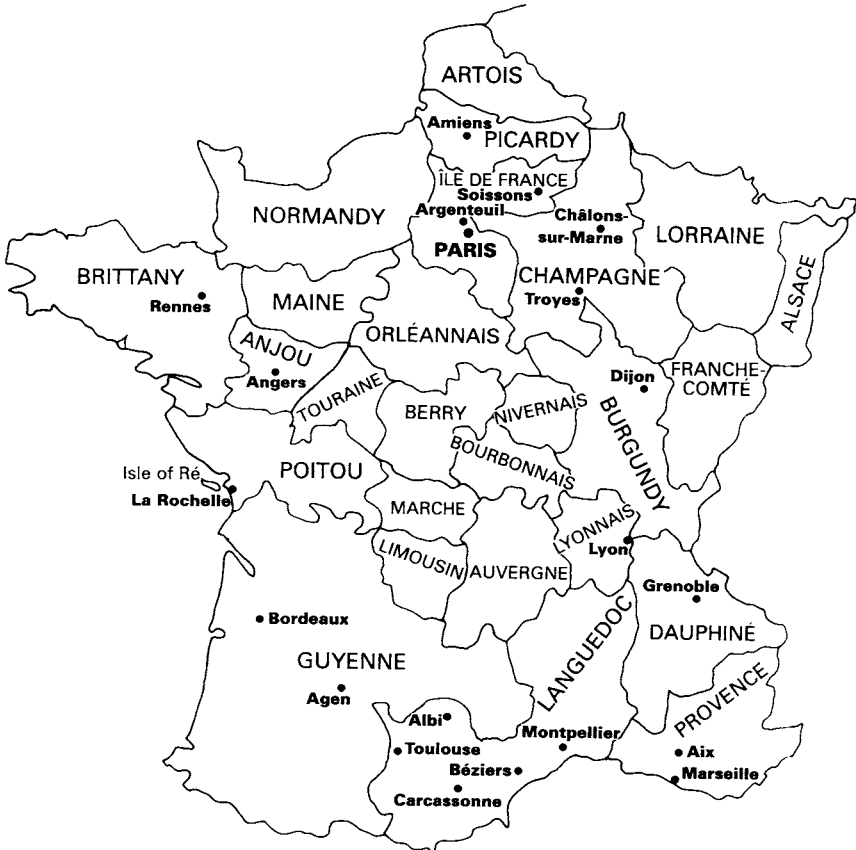 ARTOIS
Amiens
PICARDY
ÎLE DE FRANCE
Soissons
Argenteuil
PARIS
NORMANDY
Châlons-
sur-Marne
LORRAINE
ALSACE
BRITTANY
Rennes
MAINE
CHAMPAGNE
Troyes
ORLÉANNAIS
ANJOU
Angers
TOURAINE
BERRY
NIVERNAIS
Dijon
FRANCHE-
COMTÉ
BURGUNDY
BOURBONNAIS
POITOU
Isle of Ré
La Rochelle
MARCHE
LIMOUSIN
AUVERGNE
LYONNAIS
Lyon
Grenoble
DAUPHINÉ
Bordeaux
GUYENNE
Agen
LANGUEDOC
PROVENCE
Albi
Toulouse
Montpellier
Béziers
Carcassonne
Aix
Marseille